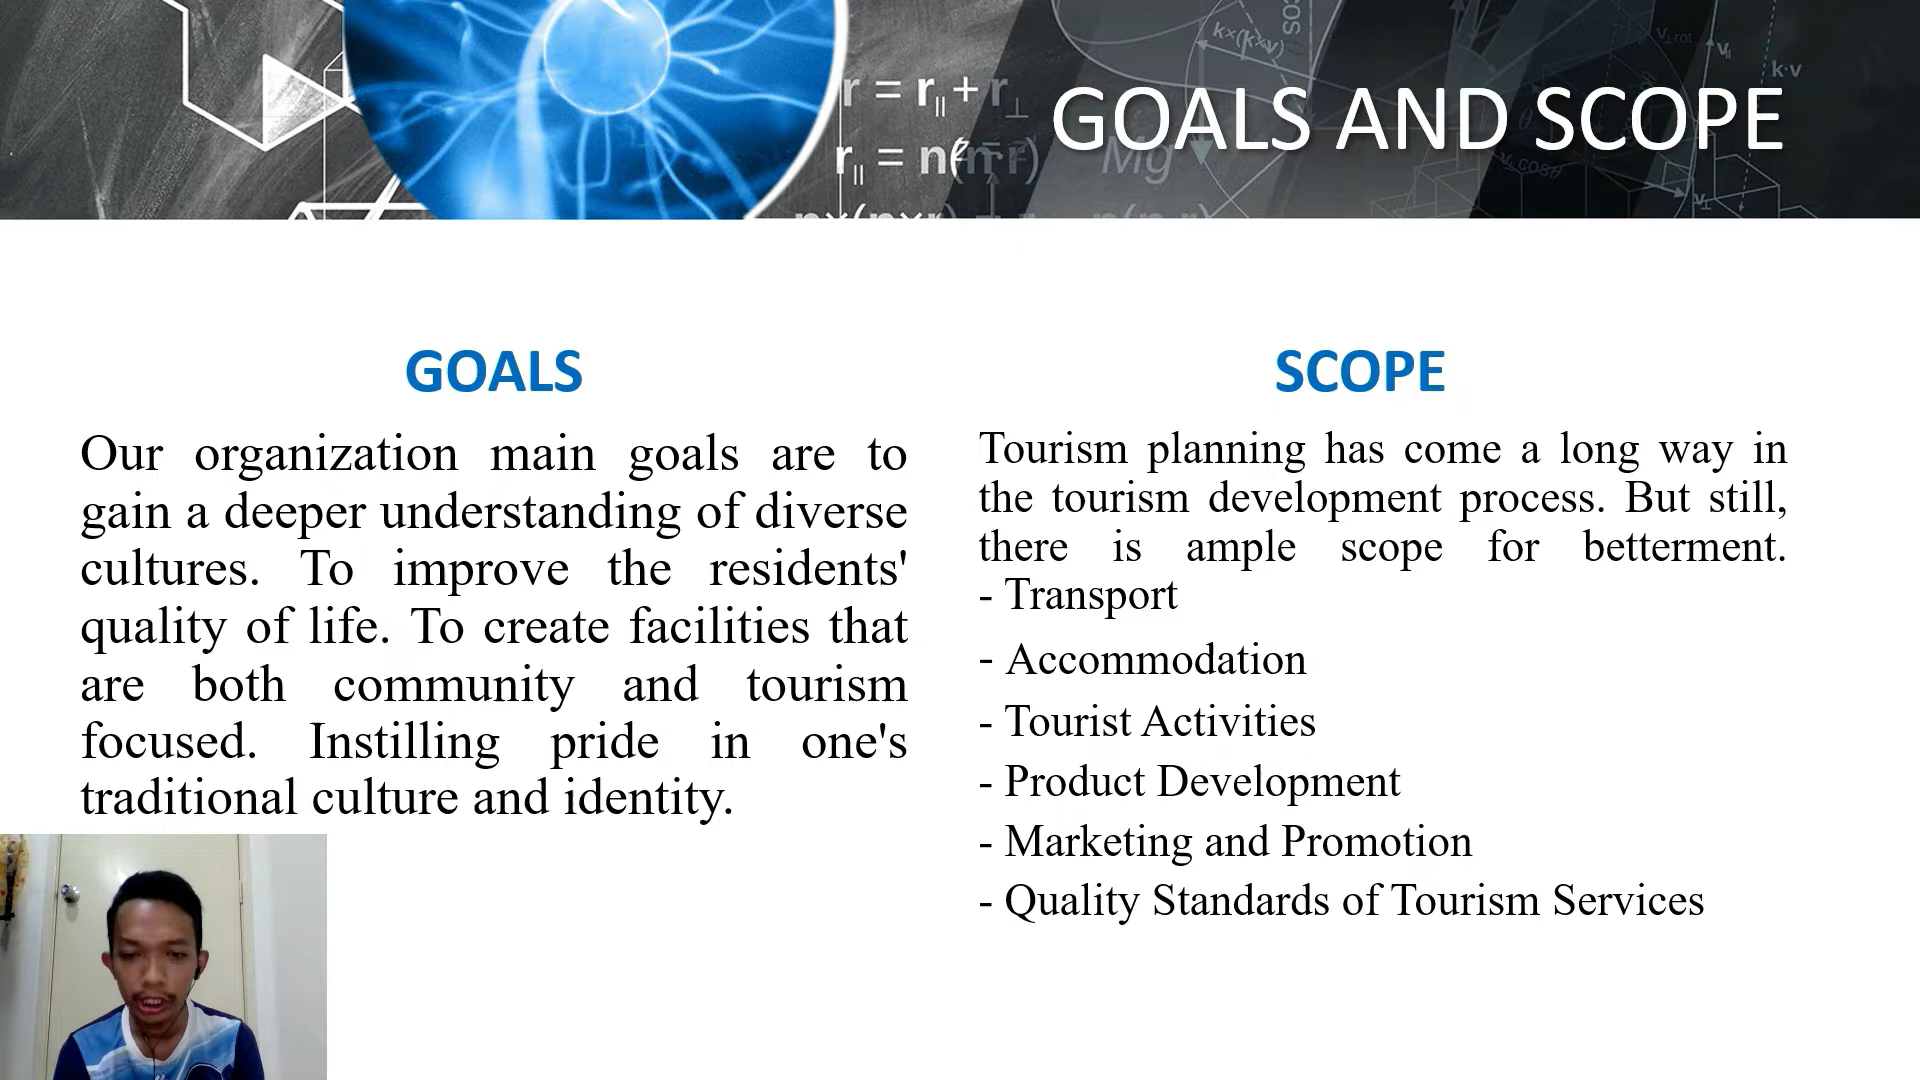 GOALS AND SCOPE
r = r|| + r⊥
r|| = n(n·r)
Mg
cos
k×(k×v)
k·v
GOALS
Our organization main goals are to
gain a deeper understanding of diverse
cultures. To improve the residents'
quality of life. To create facilities that
are both community and tourism
focused. Instilling pride in one's
traditional culture and identity.
SCOPE
Tourism planning has come a long way in
the tourism development process. But still,
there is ample scope for betterment.
- Transport
- Accommodation
- Tourist Activities
- Product Development
- Marketing and Promotion
- Quality Standards of Tourism Services